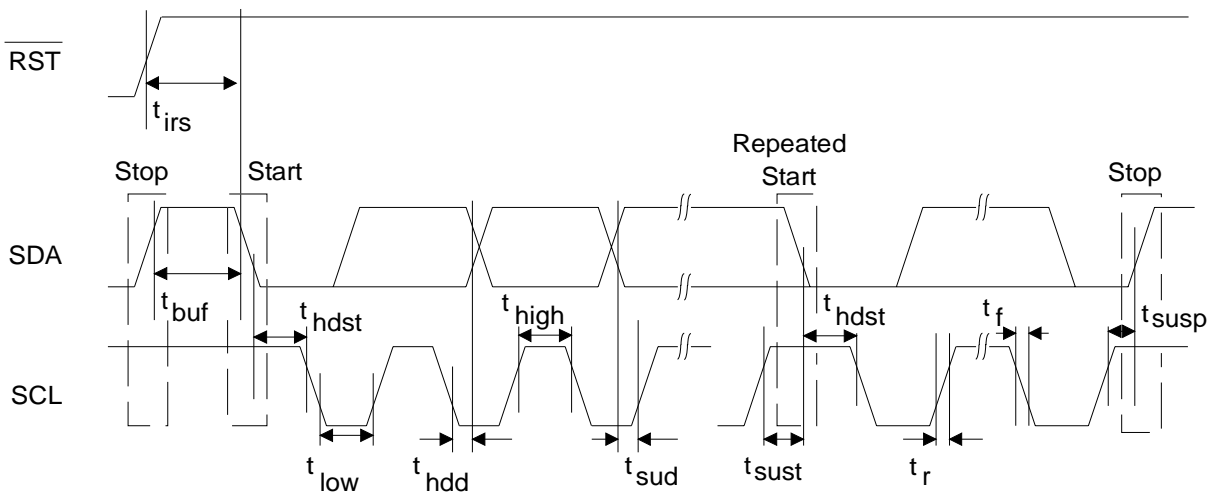 RST
t irs
Repeated
Stop
Start
Start
Stop
SDA
t buf
t hdst
t high
t hdst
t f
t susp
SCL
t low
t hdd
t sud
t sust
t r